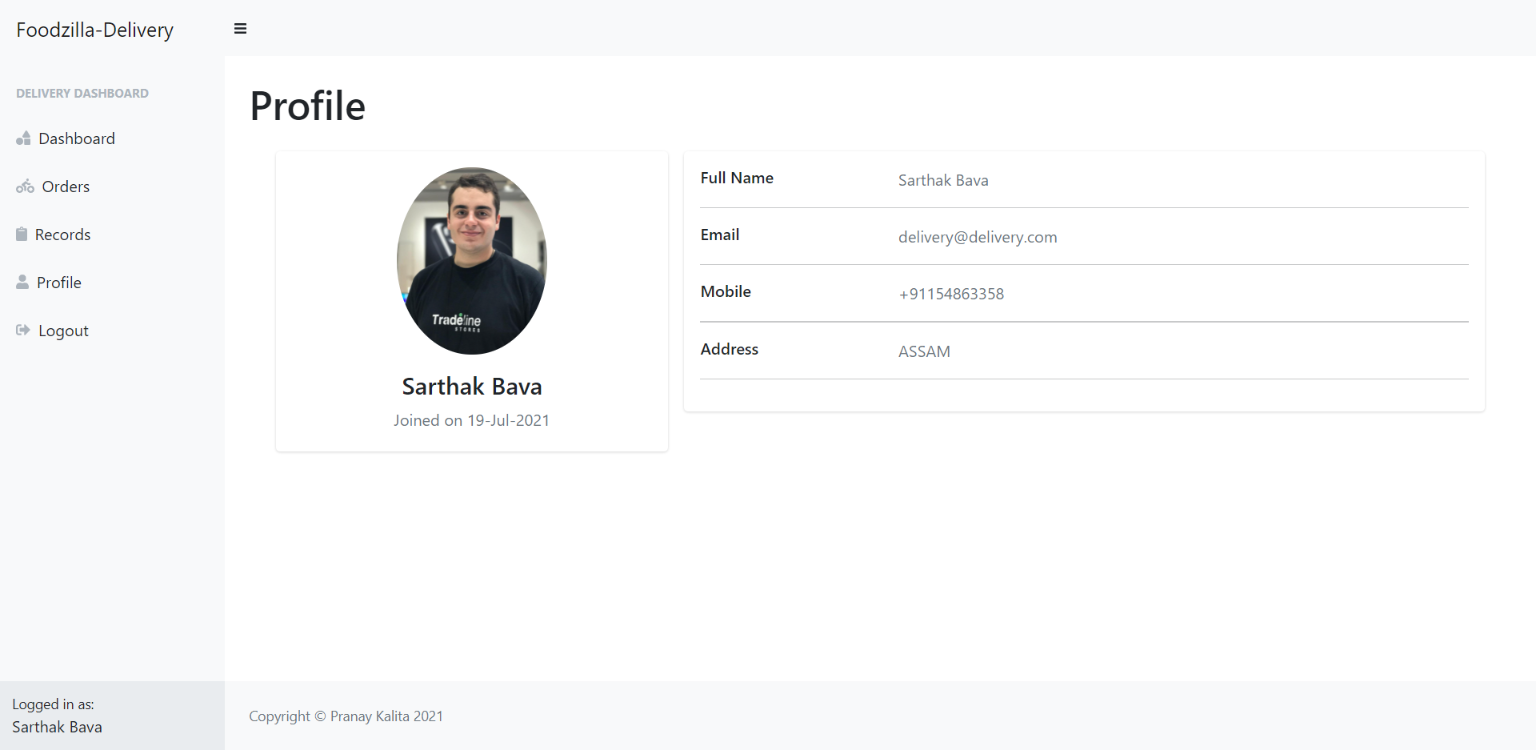 Foodzilla-Delivery
DELIVERY DASHBOARD
Dashboard
Orders
Records
Profile
Logout
Logged in as:
Sarthak Bava
Profile
Tradeline
STORES
Sarthak Bava
Joined on 19-Jul-2021
Full Name Sarthak Bava
Email delivery@delivery.com
Mobile +91154863358
Address ASSAM
Copyright © Pranay Kalita 2021